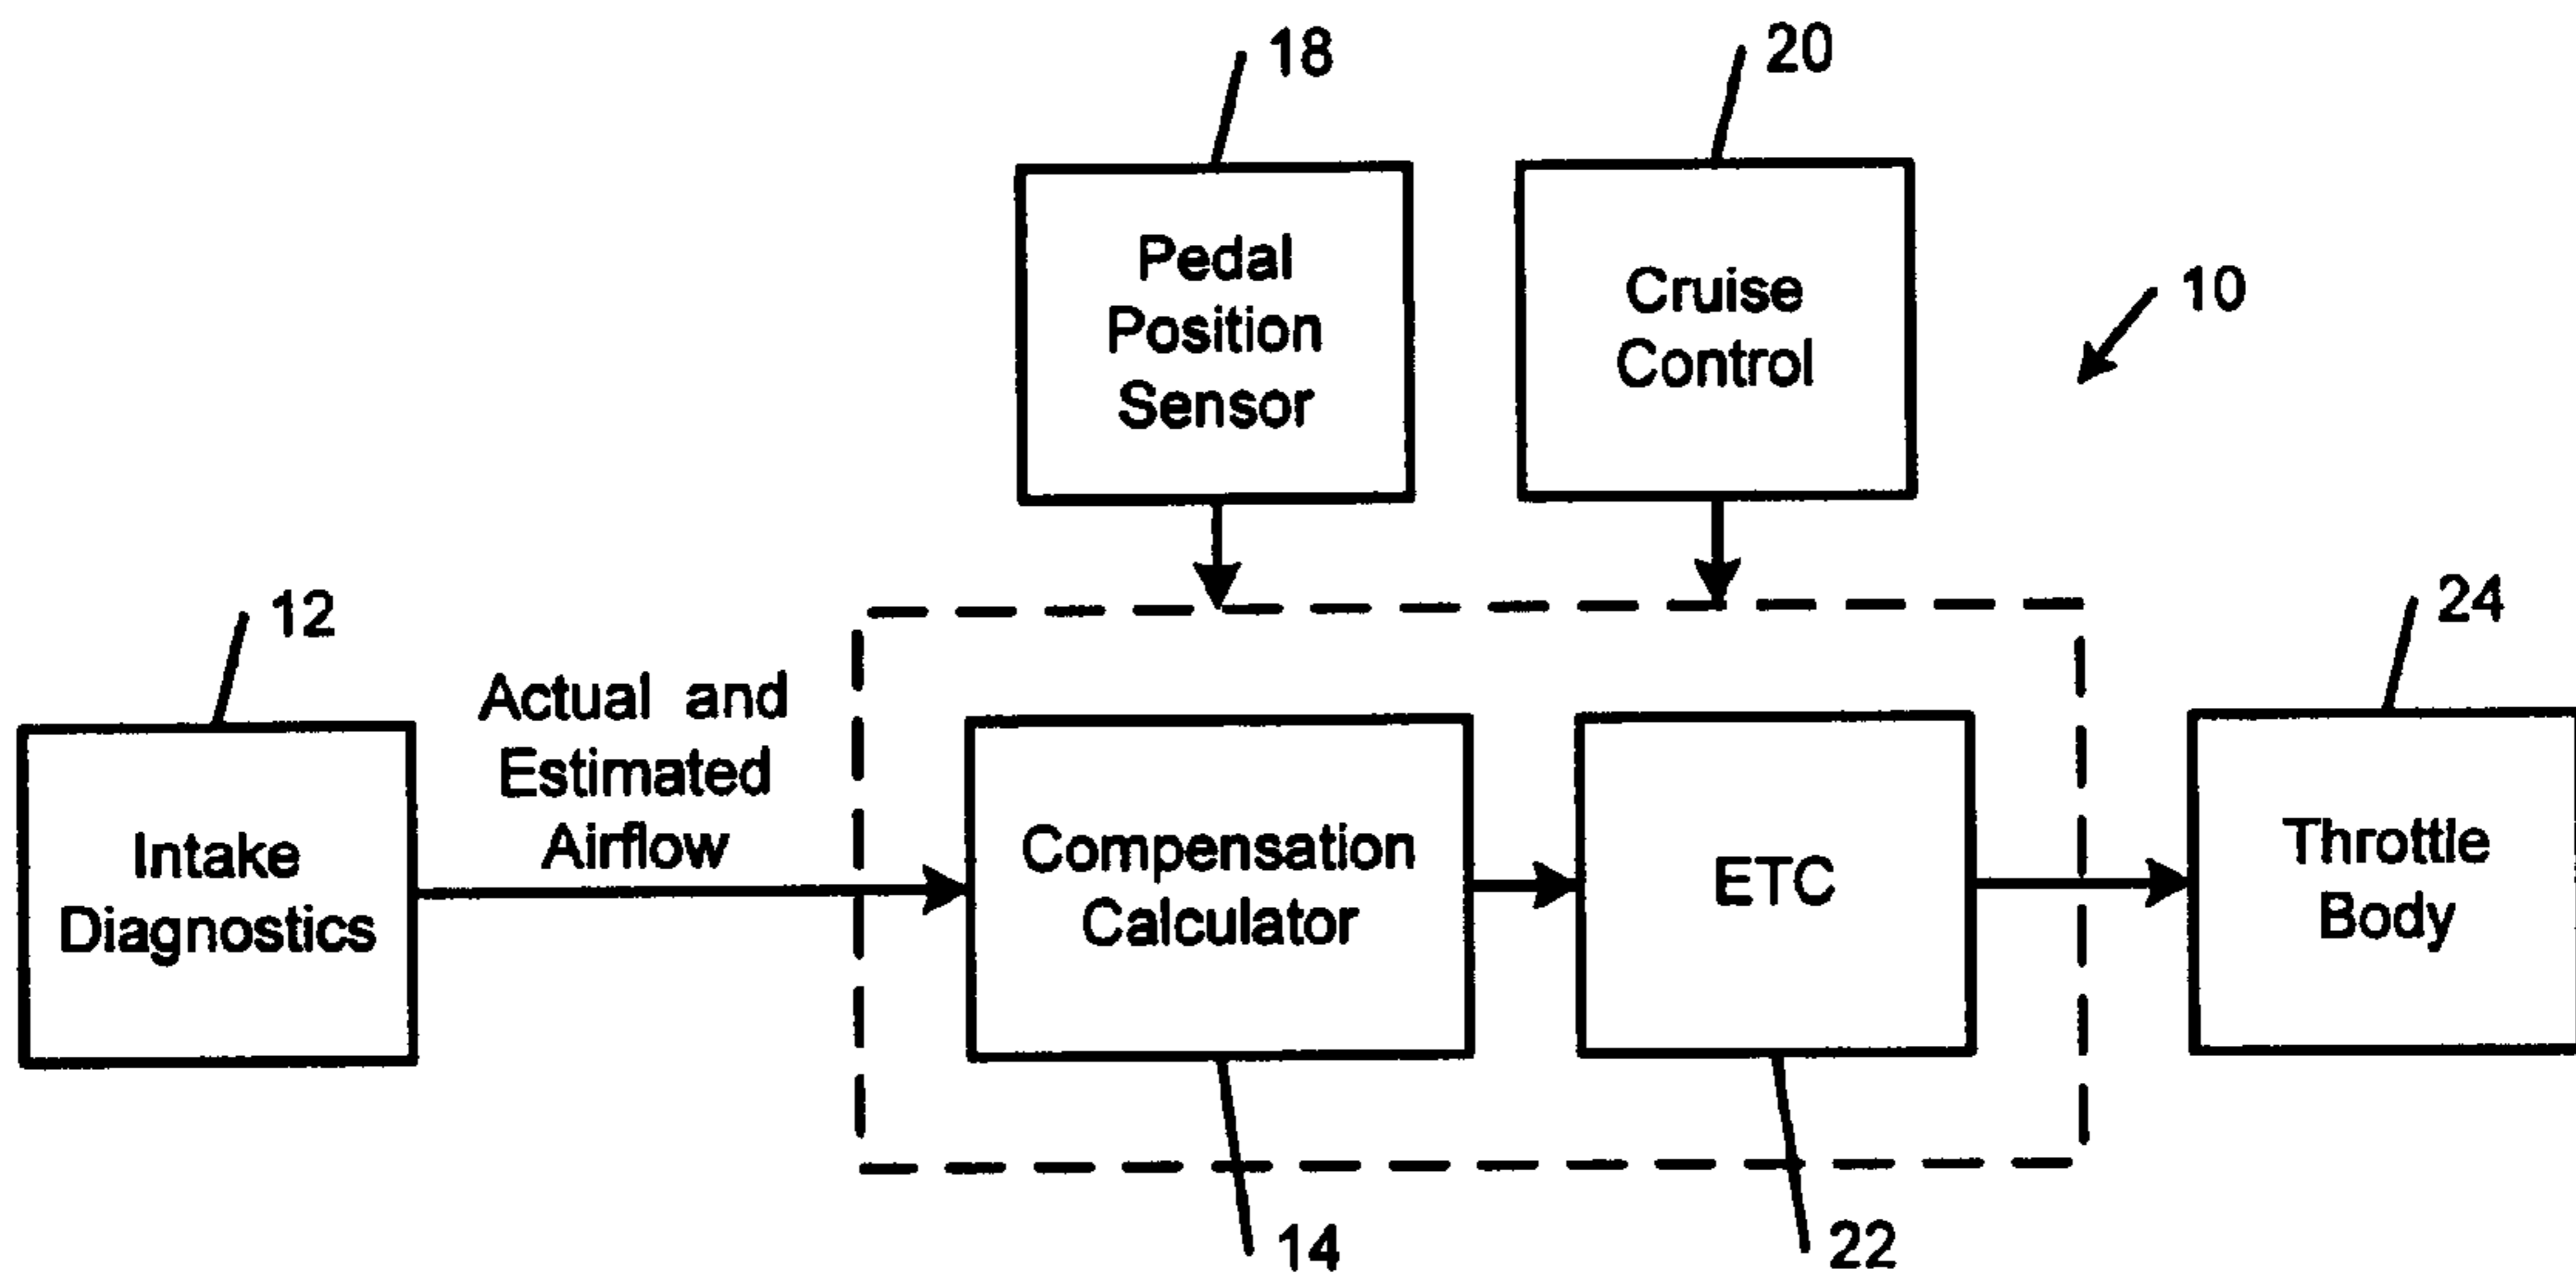 18
20
Pedal
Position
Sensor
Cruise
Control
10
12
24
Actual and
Estimated
Airflow
Intake
Diagnostics
Compensation
Calculator
ETC
Throttle
Body
14
22